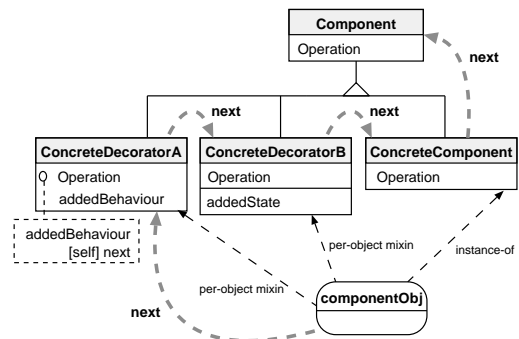 Component
Operation
next
next
next
ConcreteDecoratorA
Operation
addedBehaviour
ConcreteDecoratorB
Operation
addedState
ConcreteComponent
Operation
addedBehaviour
[self] next
per-object mixin
instance-of
per-object mixin
next
componentObj